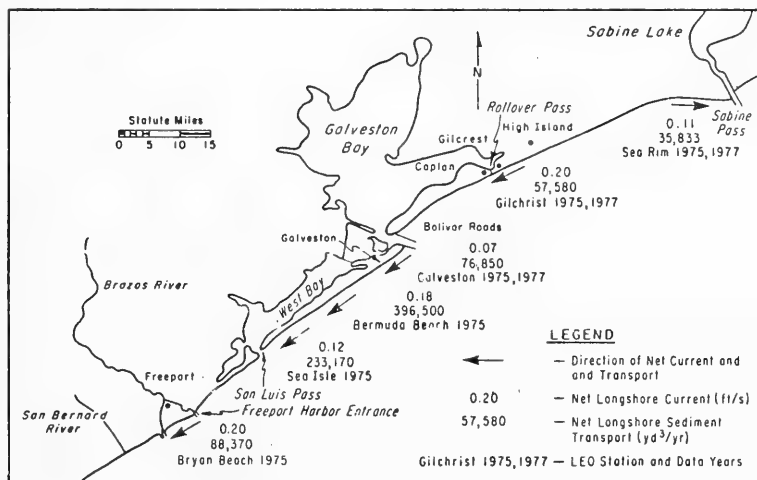 Sabine Lake
N
Statute Miles
0 5 10 15
Galveston
Bay
Rollover Pass
High Island
Gilcrest
Caplan
Sabine
Pass
0.11
35,833
Sea Rim 1975,1977
0.20
57,580
Gilchrist 1975,1977
Bolivar Roads
Galveston
0.07
76,850
Galveston 1975,1977
West Bay
Brazos River
0.18
396,500
Bermuda Beach 1975
0.12
233,170
Sea Isle 1975
Freeport
San Luis Pass
Freeport Harbor Entrance
San Bernard
River
0.20
88,370
Bryan Beach 1975
LEGEND
– Direction of Net Current and
and Transport
0.20 – Net Longshore Current (ft/s)
57,580 – Net Longshore Sediment
Transport (yd³/yr)
Gilchrist 1975,1977 – LEO Station and Data Years